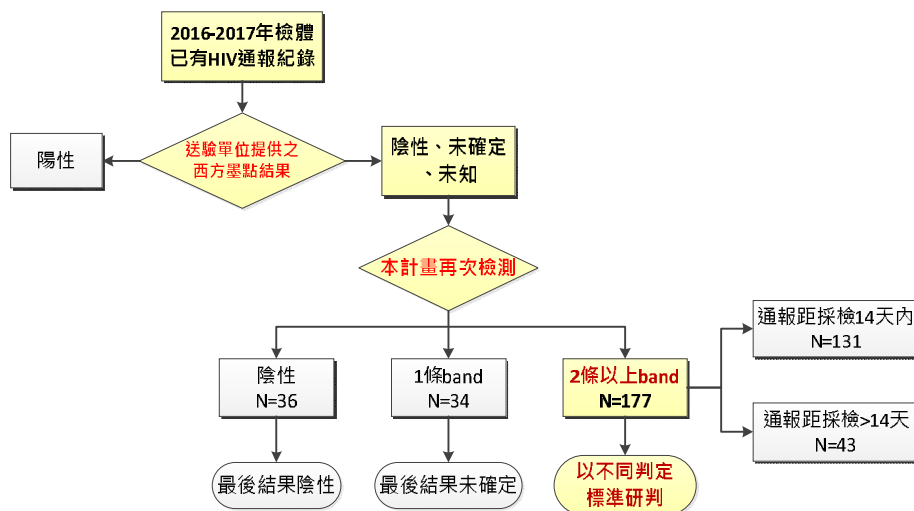 2016-2017年檢體
已有HIV通報紀錄
送驗單位提供之
西方墨點結果
陽性
陰性、未確定
、未知
本計畫再次檢測
陰性
N=36
1條band
N=34
2條以上band
N=177
通報距採檢14天內
N=131
通報距採檢>14天
N=43
最後結果陰性
最後結果未確定
以不同判定
標準研判